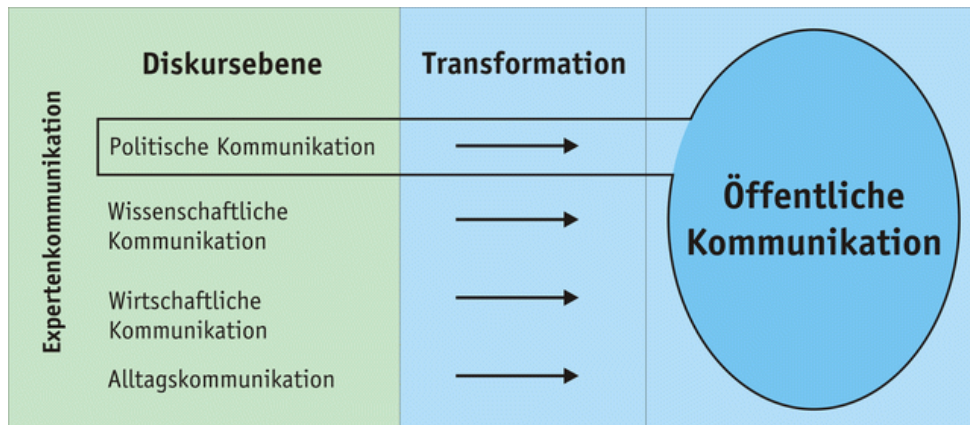 Diskursebene
Transformation
Expertenkommunikation
Politische Kommunikation
Wissenschaftliche
Kommunikation
Wirtschaftliche
Kommunikation
Alltagskommunikation
Öffentliche
Kommunikation